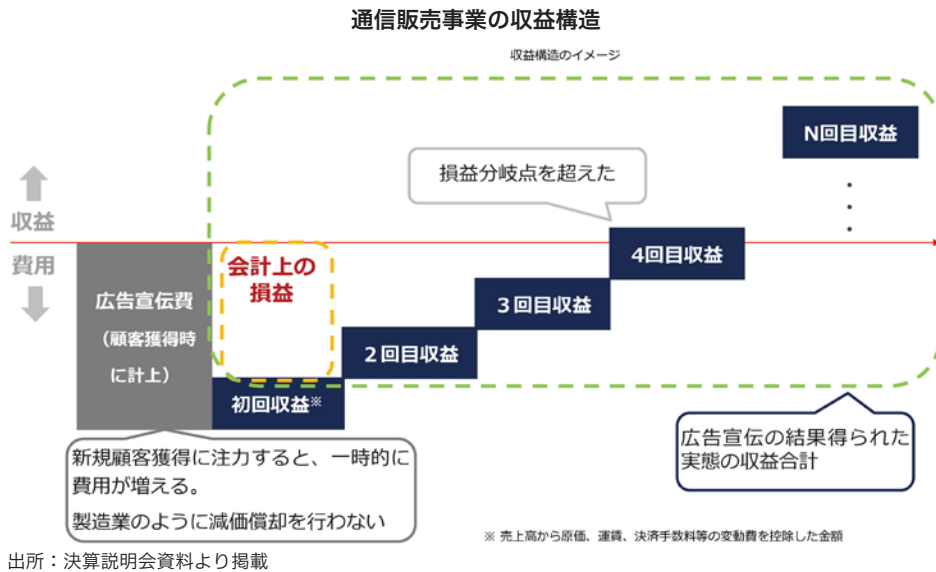 通信販売事業の収益構造
収益構造のイメージ
N回目収益
損益分岐点を超えた
収益
費用
会計上の
損益
4回目収益
広告宣伝費
（顧客獲得時
に計上）
3回目収益
2回目収益
初回収益※
広告宣伝の結果得られた
実態の収益合計
新規顧客獲得に注力すると、一時的に
費用が増える。
製造業のように減価償却を行わない
※ 売上高から原価、運賃、決済手数料等の変動費を控除した金額
出所：決算説明会資料より掲載